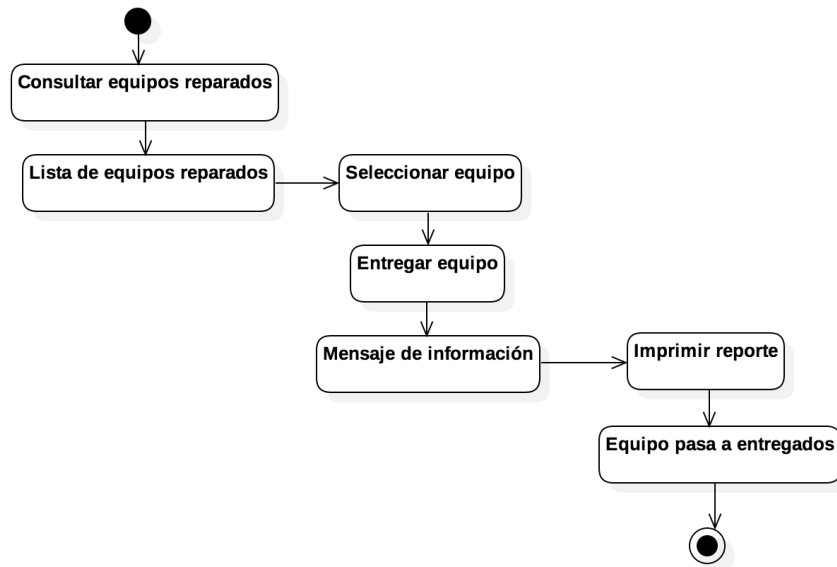 Consultar equipos reparados
Lista de equipos reparados
Seleccionar equipo
Entregar equipo
Mensaje de información
Imprimir reporte
Equipo pasa a entregados